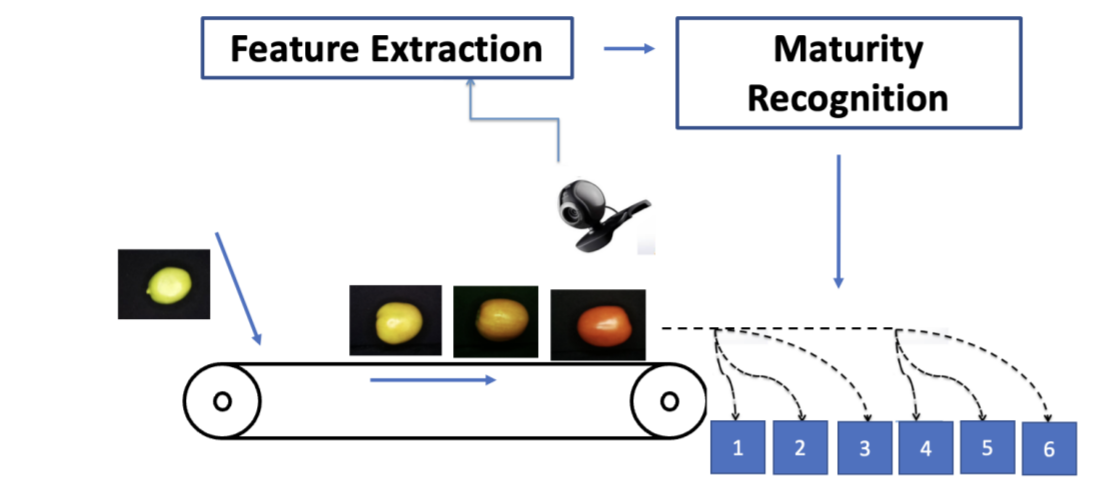 Feature Extraction
Maturity
Recognition
1 2 3 4 5 6